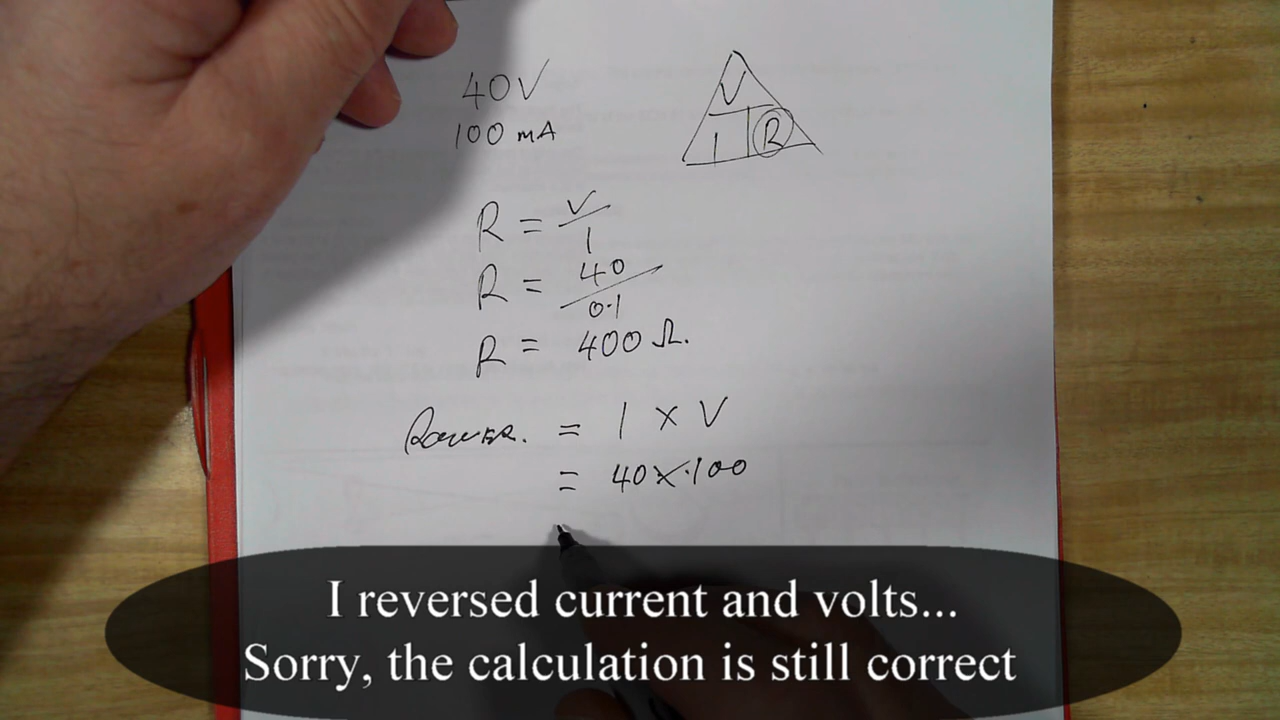 40V
100 mA
V
I R
R = V/I
R = 40/0.1
R = 400 Ω.
Power. = I × V
= 40 × .100
I reversed current and volts...
Sorry, the calculation is still correct